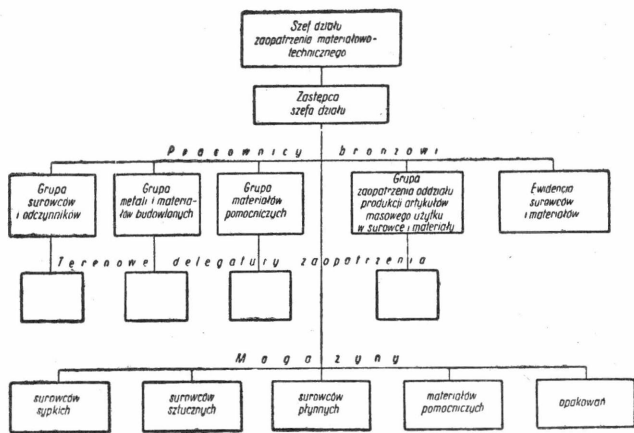 Szef działu
zaopatrzenia materiałowo-
technicznego
Zastępca
szefa działu
Pracownicy branżowi
Grupa
surowców
i odczynników
Grupa
metali i materia-
łów budowlanych
Grupa
materiałów
pomocniczych
Grupa
zaopatrzenia oddziału
produkcji artykułów
masowego użytku
w surowce i materiały
Ewidencja
surowców
i materiałów
Terenowe delegatury zaopatrzenia
Magazyny
surowców
sypkich
surowców
sztucznych
surowców
płynnych
materiałów
pomocniczych
opakowań